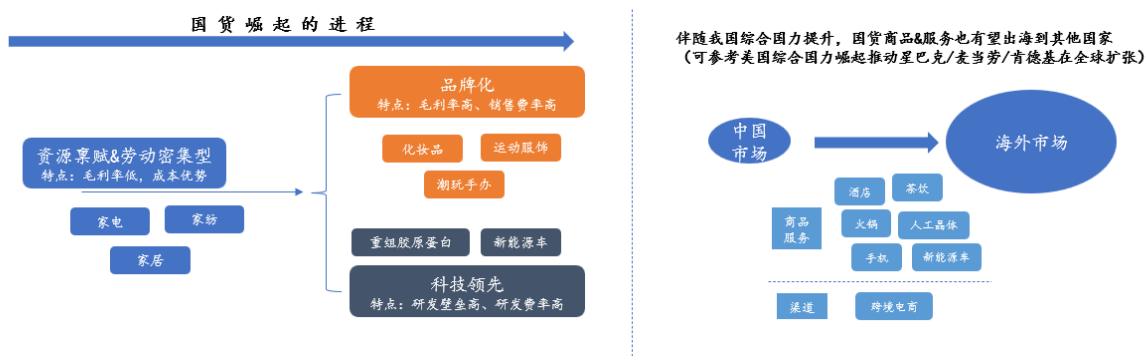 国货崛起的进程
资源禀赋&劳动密集型
特点：毛利率低，成本优势
家电
家纺
家居
品牌化
特点：毛利率高、销售费率高
化妆品
运动服饰
潮玩手办
重组胶原蛋白
新能源车
科技领先
特点：研发壁垒高、研发费率高
伴随我国综合国力提升，国货商品&服务也有望出海到其他国家
（可参考美国综合国力崛起推动星巴克/麦当劳/肯德基在全球扩张）
中国
市场
海外市场
商品
服务
酒店
茶饮
火锅
人工晶体
手机
新能源车
渠道
跨境电商